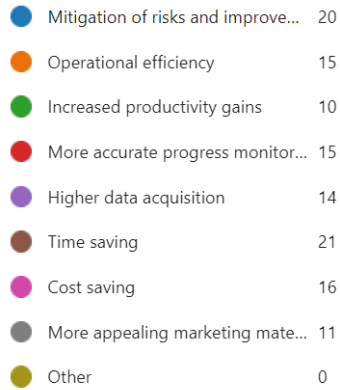 Mitigation of risks and improve... 20
Operational efficiency 15
Increased productivity gains 10
More accurate progress monitor... 15
Higher data acquisition 14
Time saving 21
Cost saving 16
More appealing marketing mate... 11
Other 0